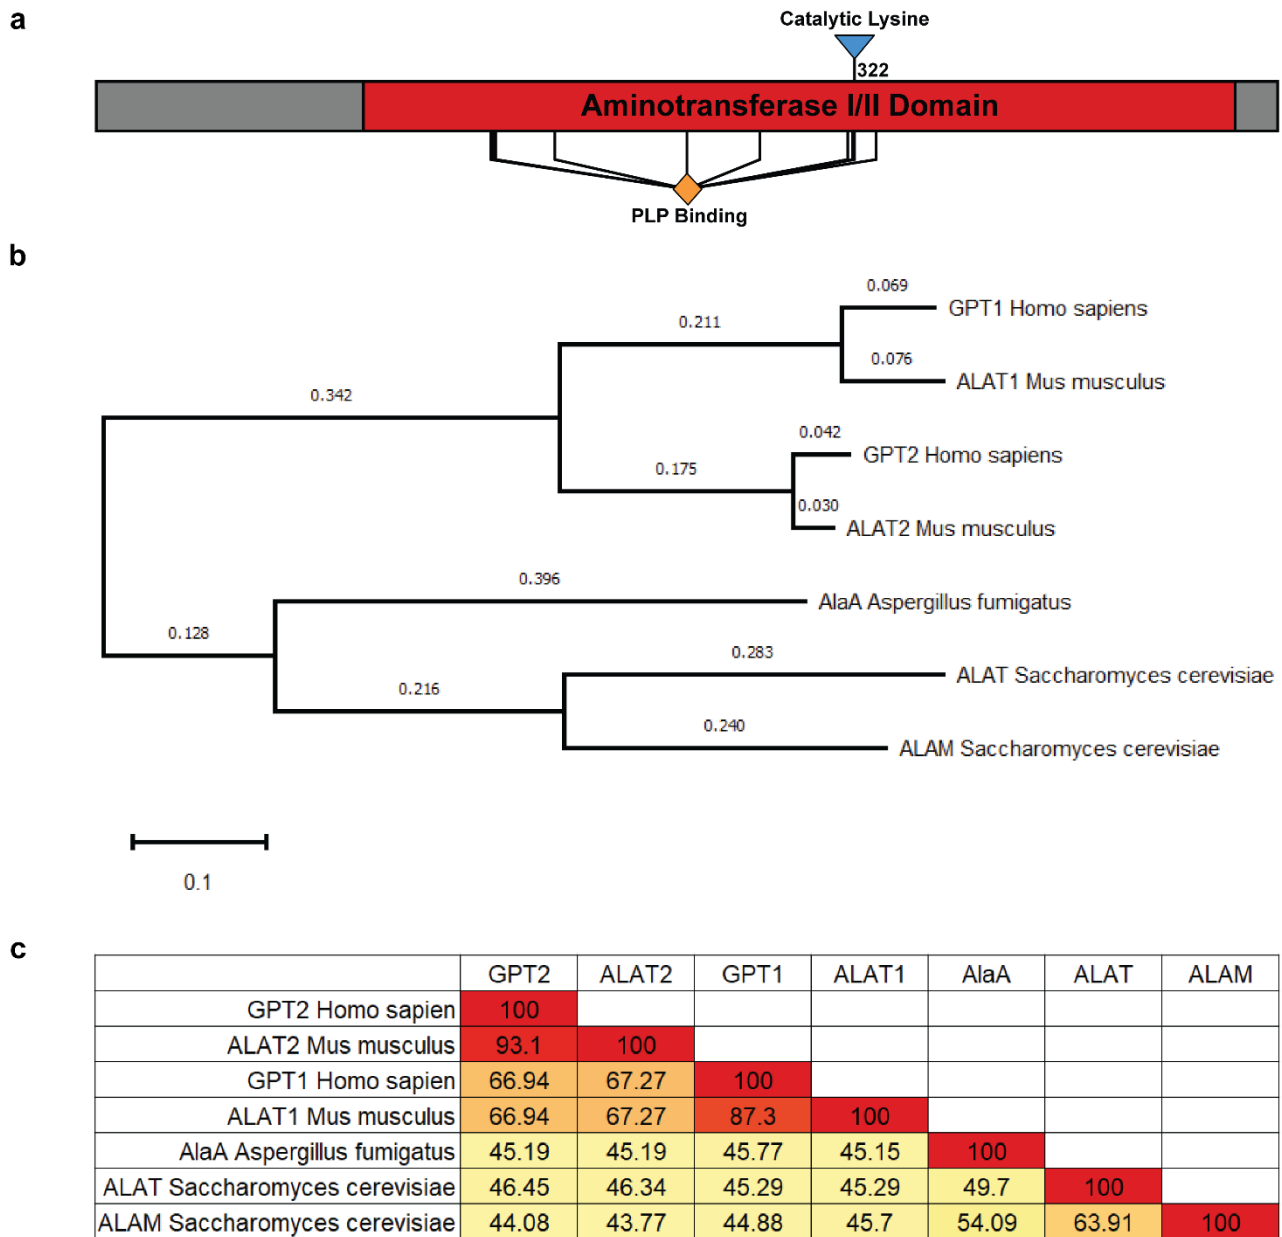 a
Catalytic Lysine
322
Aminotransferase I/II Domain
PLP Binding
b
0.069
GPT1 Homo sapiens
0.211
0.076
ALAT1 Mus musculus
0.342
0.042
GPT2 Homo sapiens
0.175
0.030
ALAT2 Mus musculus
0.396
AlaA Aspergillus fumigatus
0.128
0.283
ALAT Saccharomyces cerevisiae
0.216
0.240
ALAM Saccharomyces cerevisiae
0.1
c
GPT2 ALAT2 GPT1 ALAT1 AlaA ALAT ALAM
GPT2 Homo sapien 100
ALAT2 Mus musculus 93.1 100
GPT1 Homo sapien 66.94 67.27 100
ALAT1 Mus musculus 66.94 67.27 87.3 100
AlaA Aspergillus fumigatus 45.19 45.19 45.77 45.15 100
ALAT Saccharomyces cerevisiae 46.45 46.34 45.29 45.29 49.7 100
ALAM Saccharomyces cerevisiae 44.08 43.77 44.88 45.7 54.09 63.91 100